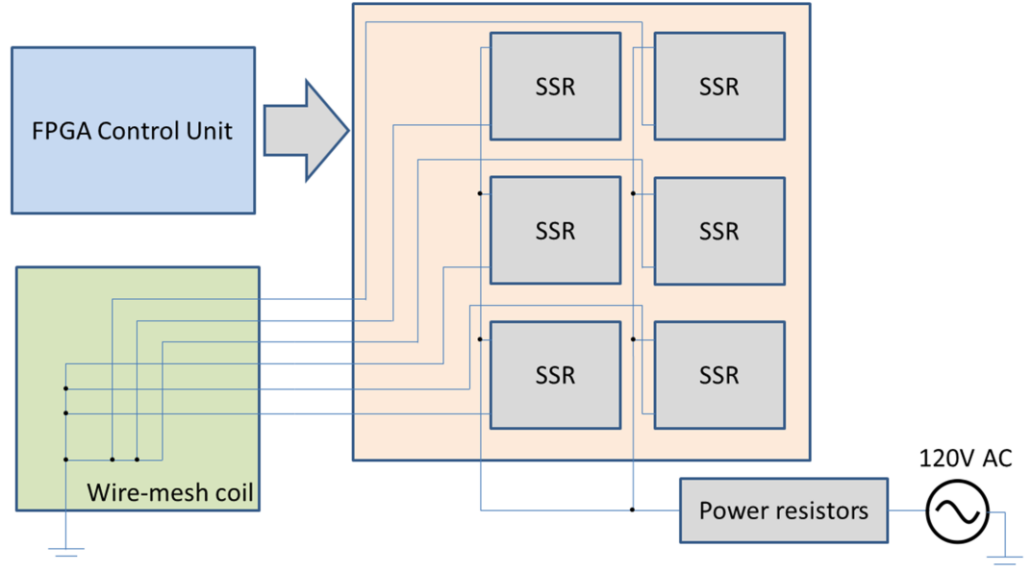 FPGA Control Unit
SSR
SSR
SSR
SSR
SSR
SSR
Wire-mesh coil
120V AC
Power resistors